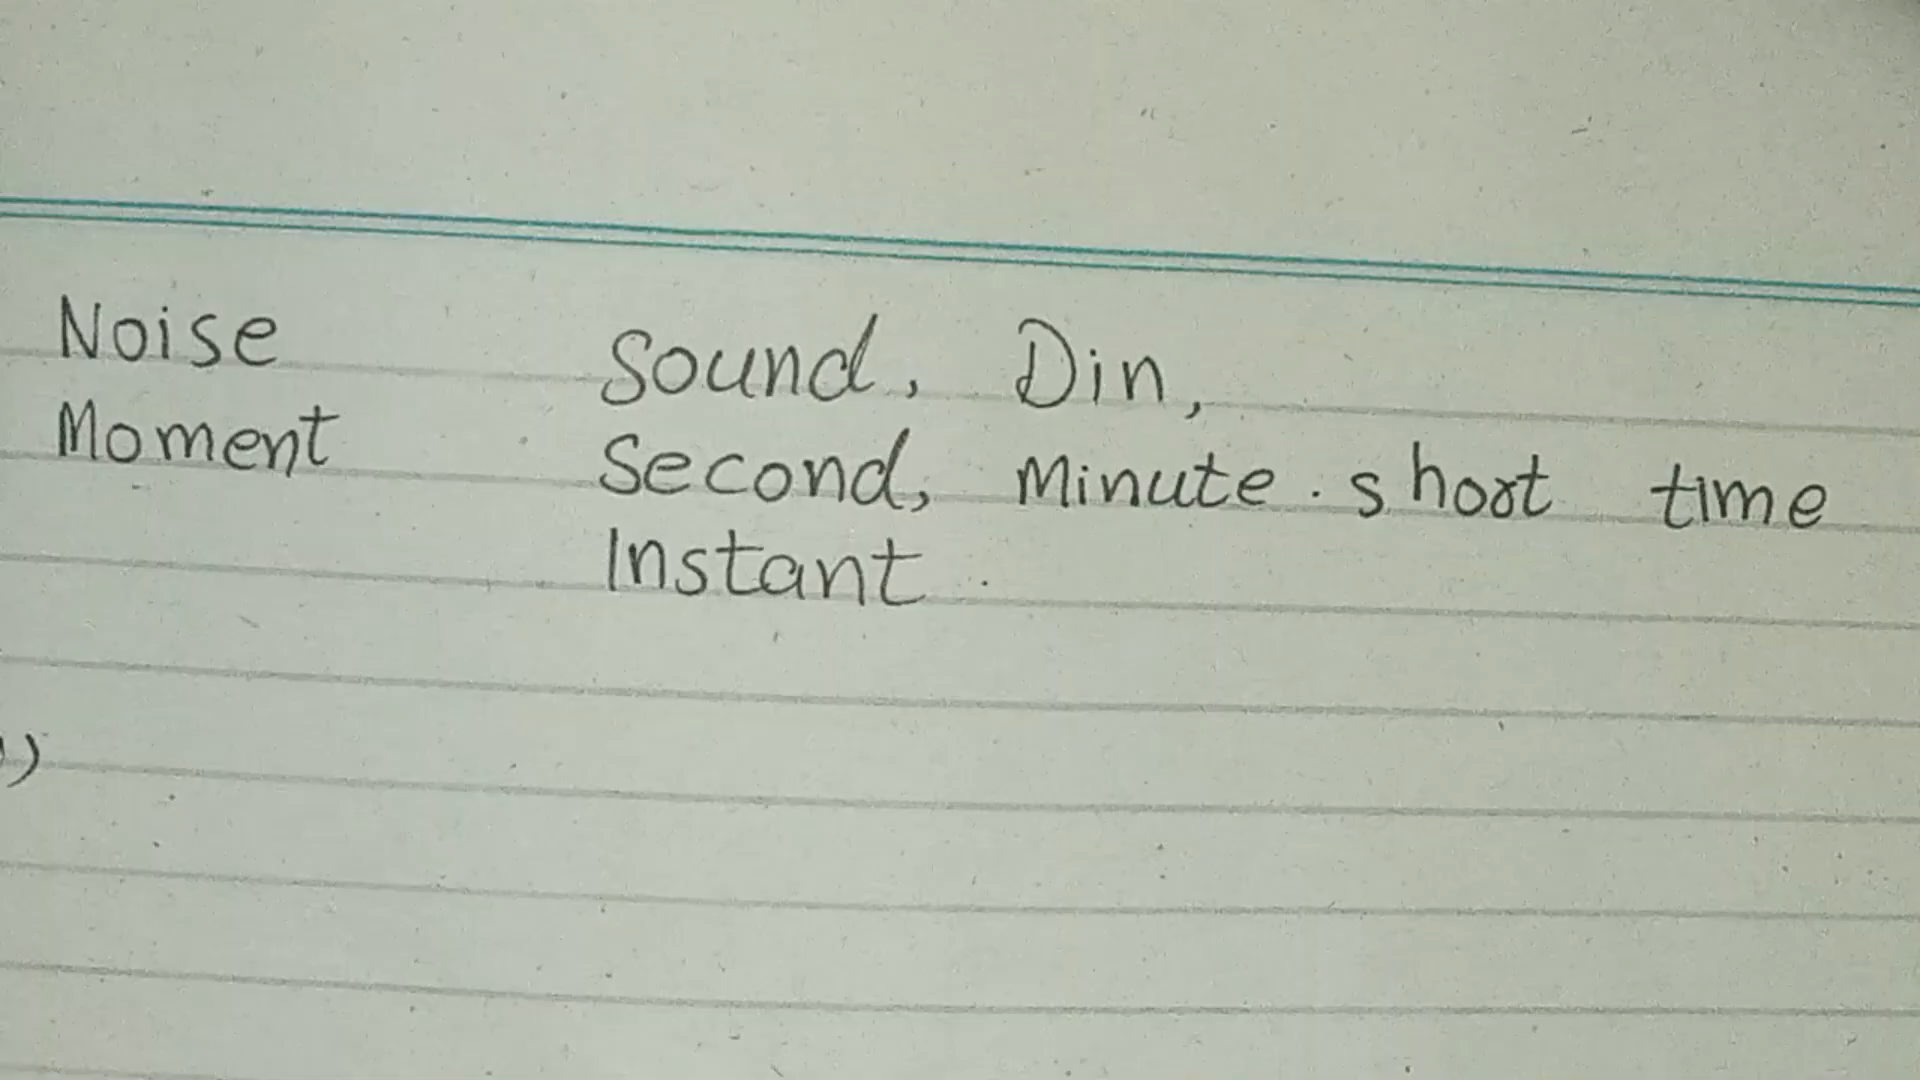 Noise Sound, Din,
Moment Second, Minute. short time
Instant.
)